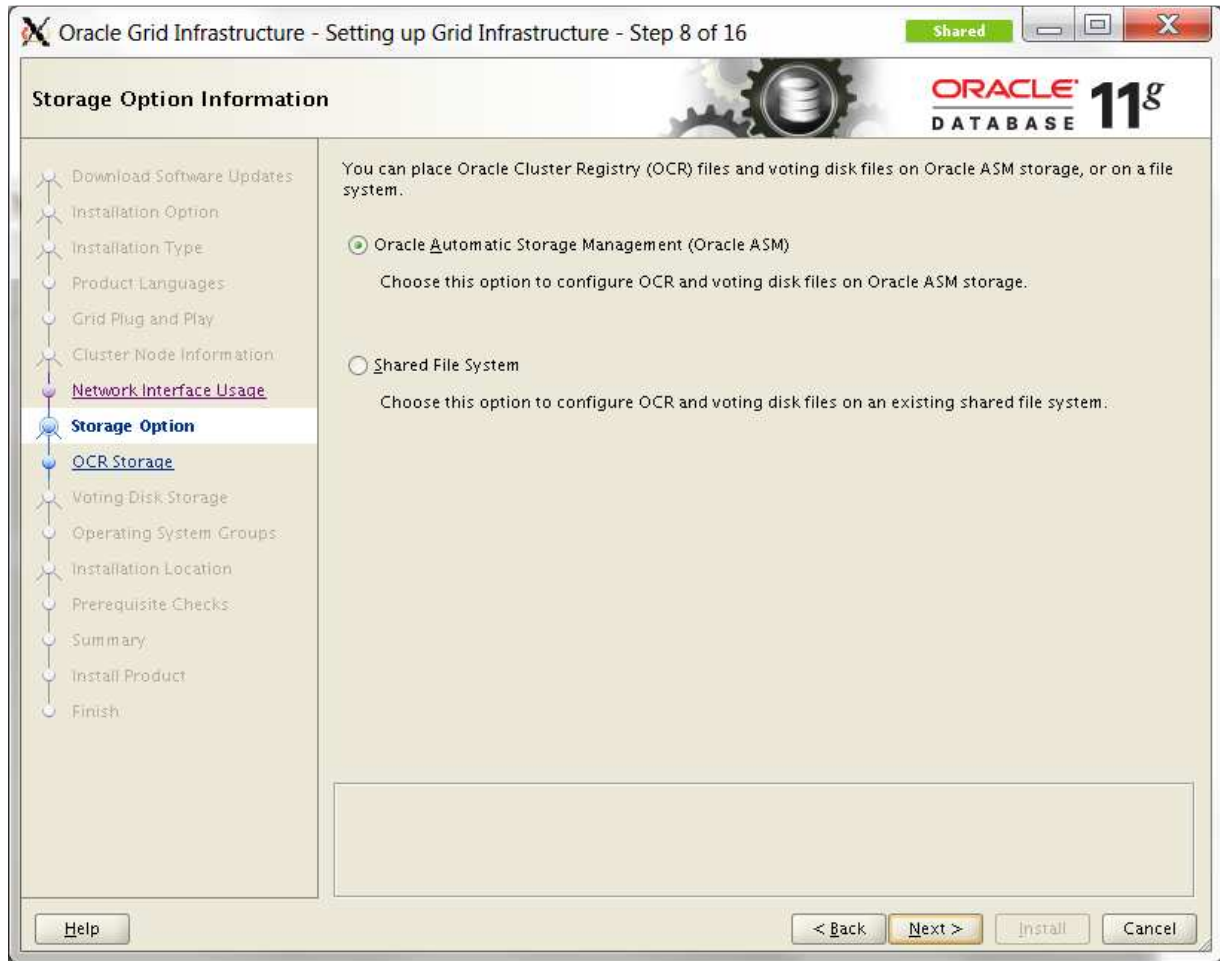 Oracle Grid Infrastructure - Setting up Grid Infrastructure - Step 8 of 16
Shared
Storage Option Information
ORACLE
DATABASE
11g
Download Software Updates
Installation Option
Installation Type
Product Languages
Grid Plug and Play
Cluster Node Information
Network Interface Usage
Storage Option
OCR Storage
Voting Disk Storage
Operating System Groups
Installation Location
Prerequisite Checks
Summary
Install Product
Finish
You can place Oracle Cluster Registry (OCR) files and voting disk files on Oracle ASM storage, or on a file
system.
Oracle Automatic Storage Management (Oracle ASM)
Choose this option to configure OCR and voting disk files on Oracle ASM storage.
Shared File System
Choose this option to configure OCR and voting disk files on an existing shared file system.
Help
< Back
Next >
Install
Cancel